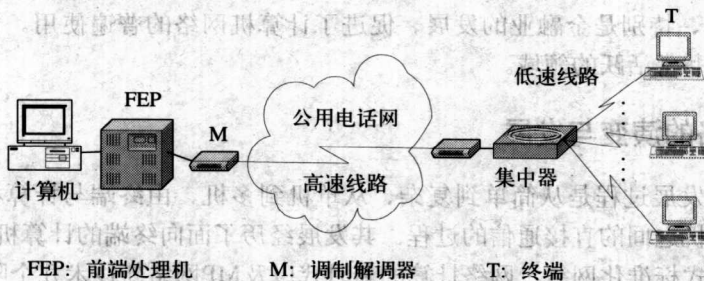 T
低速线路
FEP
M
公用电话网
计算机
高速线路
集中器
FEP: 前端处理机 M: 调制解调器 T: 终端